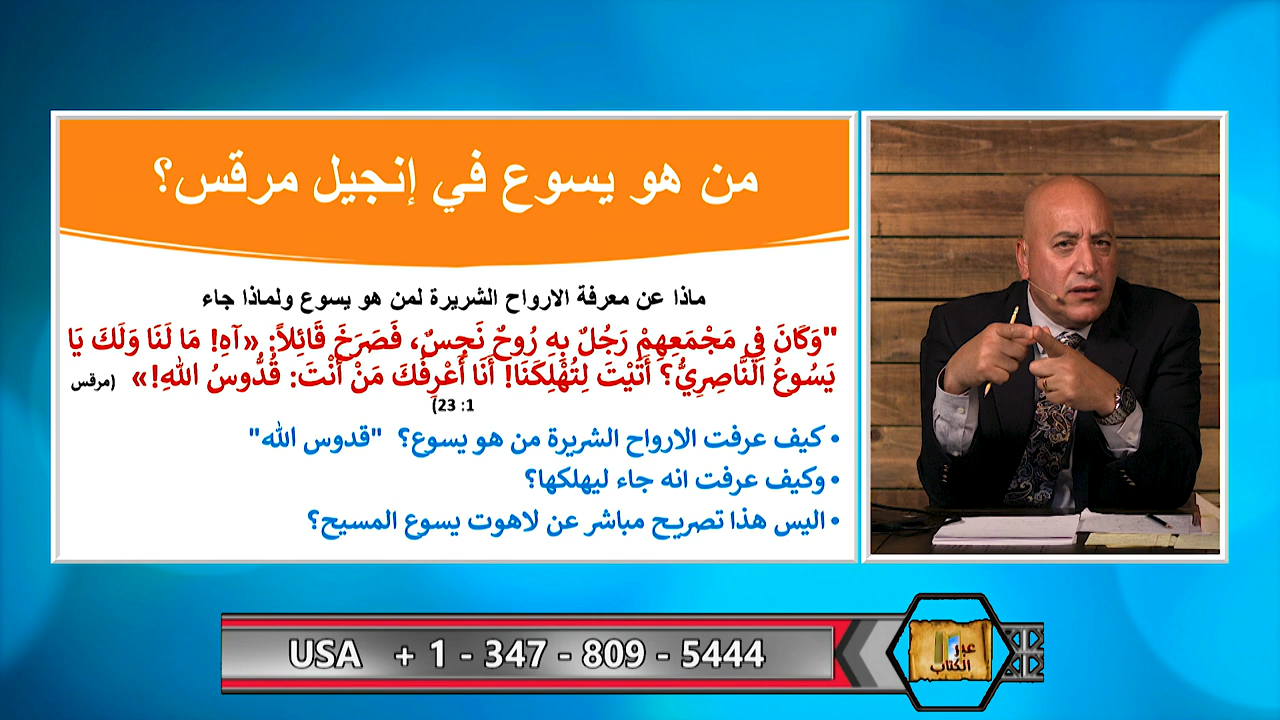 من هو يسوع في إنجيل مرقس؟
ماذا عن معرفة الارواح الشريرة لمن هو يسوع ولماذا جاء
"وَكَانَ فِي مَجْمَعِهِمْ رَجُلٌ بِهِ رُوحٌ نَجِسٌ، فَصَرَخَ قَائِلاً: «آهِ! مَا لَنَا وَلَكَ يَا
يَسُوعُ النَّاصِرِيُّ؟ أَتَيْتَ لِتُهْلِكَنَا! أَنَا أَعْرِفُكَ مَنْ أَنْتَ: قُدُّوسُ اللهِ!» (مرقس
1: 23)
• كيف عرفت الارواح الشريرة من هو يسوع؟ "قدوس الله"
• وكيف عرفت انه جاء ليهلكها؟
• اليس هذا تصريح مباشر عن لاهوت يسوع المسيح؟
USA + 1 - 347 - 809 - 5444
عبر
الكتاب